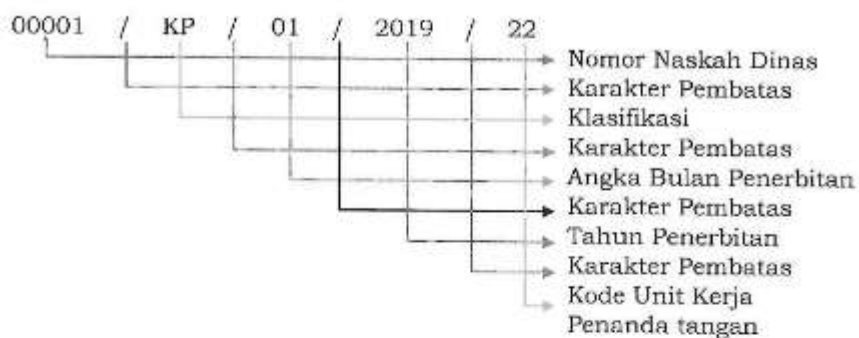 00001 / KP / 01 / 2019 / 22
Nomor Naskah Dinas
Karakter Pembatas
Klasifikasi
Karakter Pembatas
Angka Bulan Penerbitan
Karakter Pembatas
Tahun Penerbitan
Karakter Pembatas
Kode Unit Kerja
Penanda tangan